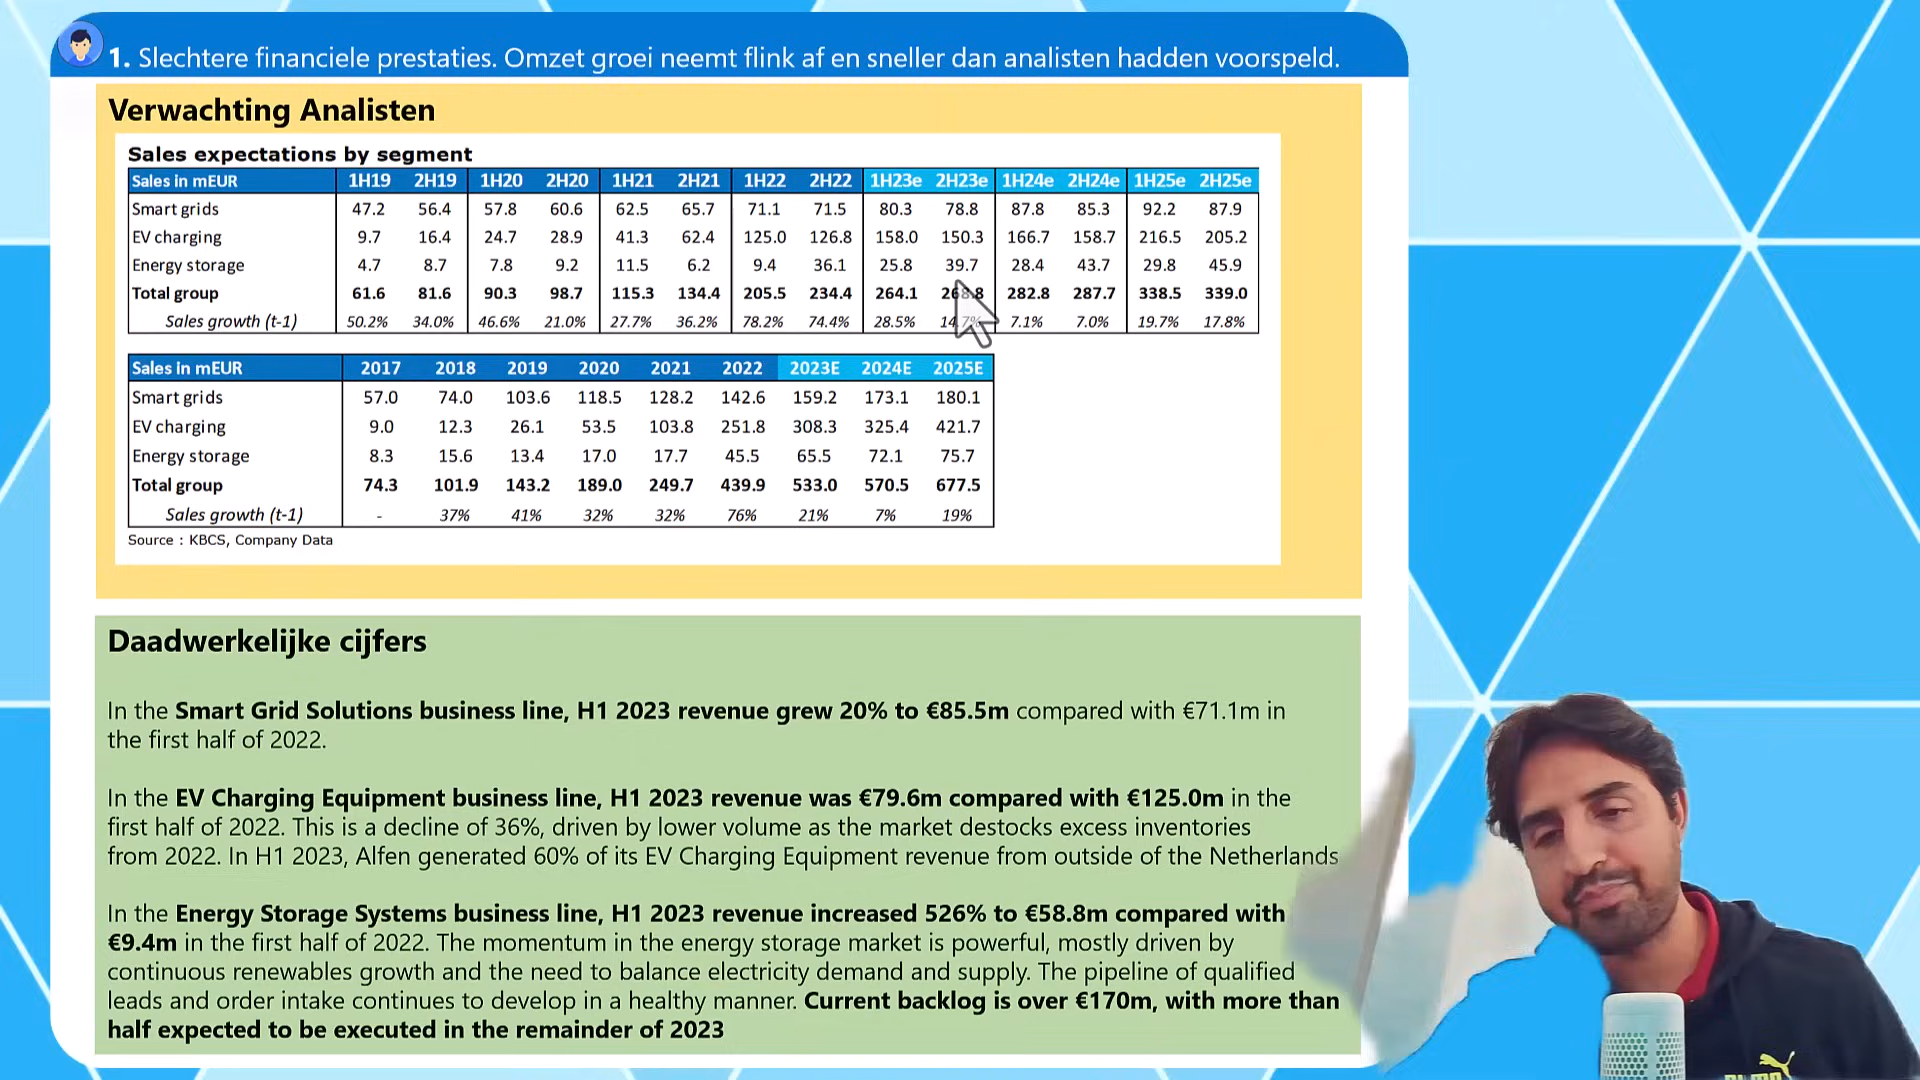 1. Slechtere financiele prestaties. Omzet groei neemt flink af en sneller dan analisten hadden voorspeld.
Verwachting Analisten
Sales expectations by segment
Sales in mEUR 1H19 2H19 1H20 2H20 1H21 2H21 1H22 2H22 1H23e 2H23e 1H24e 2H24e 1H25e 2H25e
Smart grids 47.2 56.4 57.8 60.6 62.5 65.7 71.1 71.5 80.3 78.8 87.8 85.3 92.2 87.9
EV charging 9.7 16.4 24.7 28.9 41.3 62.4 125.0 126.8 158.0 150.3 166.7 158.7 216.5 205.2
Energy storage 4.7 8.7 7.8 9.2 11.5 6.2 9.4 36.1 25.8 39.7 28.4 43.7 29.8 45.9
Total group 61.6 81.6 90.3 98.7 115.3 134.4 205.5 234.4 264.1 268.8 282.8 287.7 338.5 339.0
Sales growth (t-1) 50.2% 34.0% 46.6% 21.0% 27.7% 36.2% 78.2% 74.4% 28.5% 14.7% 7.1% 7.0% 19.7% 17.8%
Sales in mEUR 2017 2018 2019 2020 2021 2022 2023E 2024E 2025E
Smart grids 57.0 74.0 103.6 118.5 128.2 142.6 159.2 173.1 180.1
EV charging 9.0 12.3 26.1 53.5 103.8 251.8 308.3 325.4 421.7
Energy storage 8.3 15.6 13.4 17.0 17.7 45.5 65.5 72.1 75.7
Total group 74.3 101.9 143.2 189.0 249.7 439.9 533.0 570.5 677.5
Sales growth (t-1) - 37% 41% 32% 32% 76% 21% 7% 19%
Source : KBCS, Company Data
Daadwerkelijke cijfers
In the Smart Grid Solutions business line, H1 2023 revenue grew 20% to €85.5m compared with €71.1m in
the first half of 2022.
In the EV Charging Equipment business line, H1 2023 revenue was €79.6m compared with €125.0m in the
first half of 2022. This is a decline of 36%, driven by lower volume as the market destocks excess inventories
from 2022. In H1 2023, Alfen generated 60% of its EV Charging Equipment revenue from outside of the Netherlands
In the Energy Storage Systems business line, H1 2023 revenue increased 526% to €58.8m compared with
€9.4m in the first half of 2022. The momentum in the energy storage market is powerful, mostly driven by
continuous renewables growth and the need to balance electricity demand and supply. The pipeline of qualified
leads and order intake continues to develop in a healthy manner. Current backlog is over €170m, with more than
half expected to be executed in the remainder of 2023